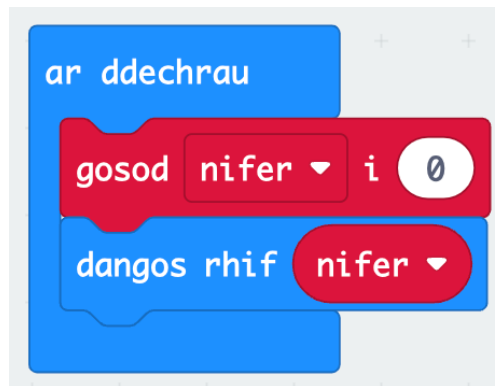 ar ddechrau
gosod nifer i 0
dangos rhif nifer